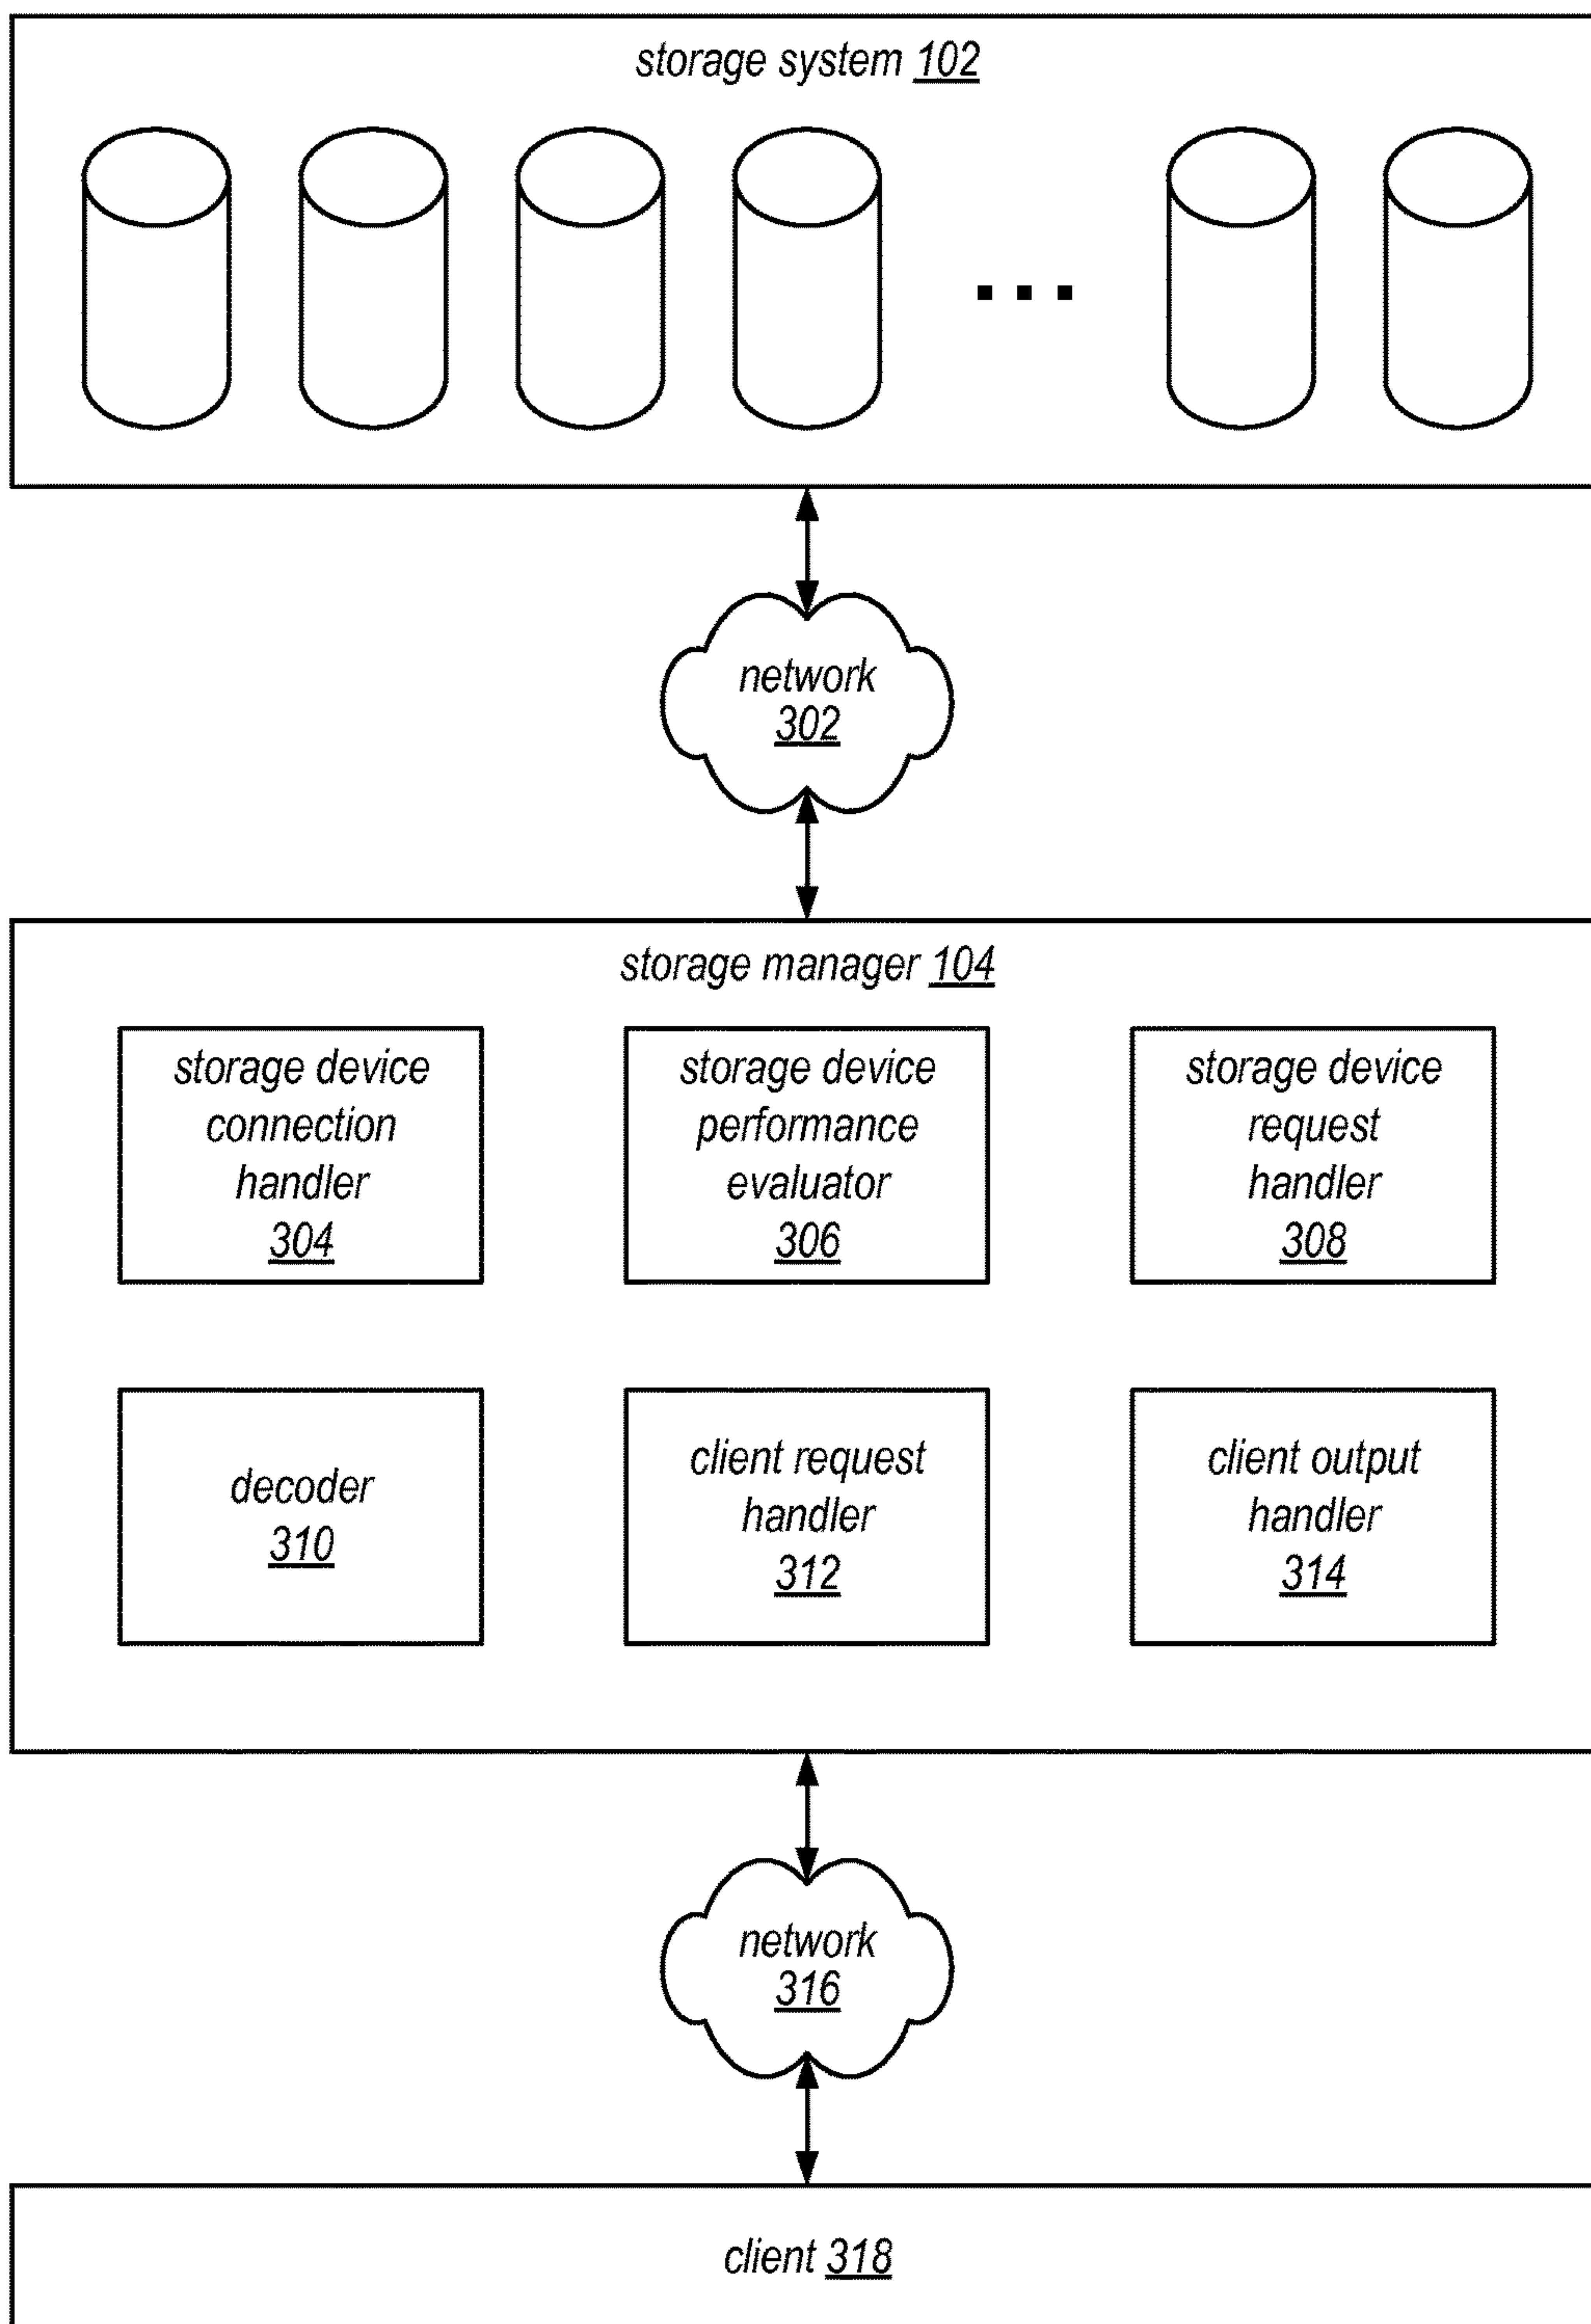 storage system 102
network
302
storage manager 104
storage device
connection
handler
304
storage device
performance
evaluator
306
storage device
request
handler
308
decoder
310
client request
handler
312
client output
handler
314
network
316
client 318